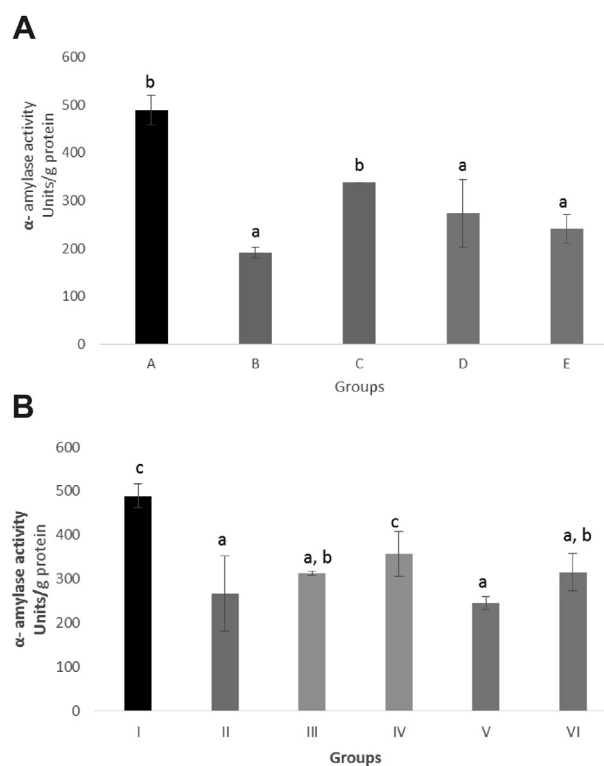 A
α- amylase activity
Units/g protein
600
500
400
300
200
100
0
b
a
b
a
a
A B C D E
Groups
B
α- amylase activity
Units/g protein
600
500
400
300
200
100
0
c
a
a, b
c
a
a, b
I II III IV V VI
Groups